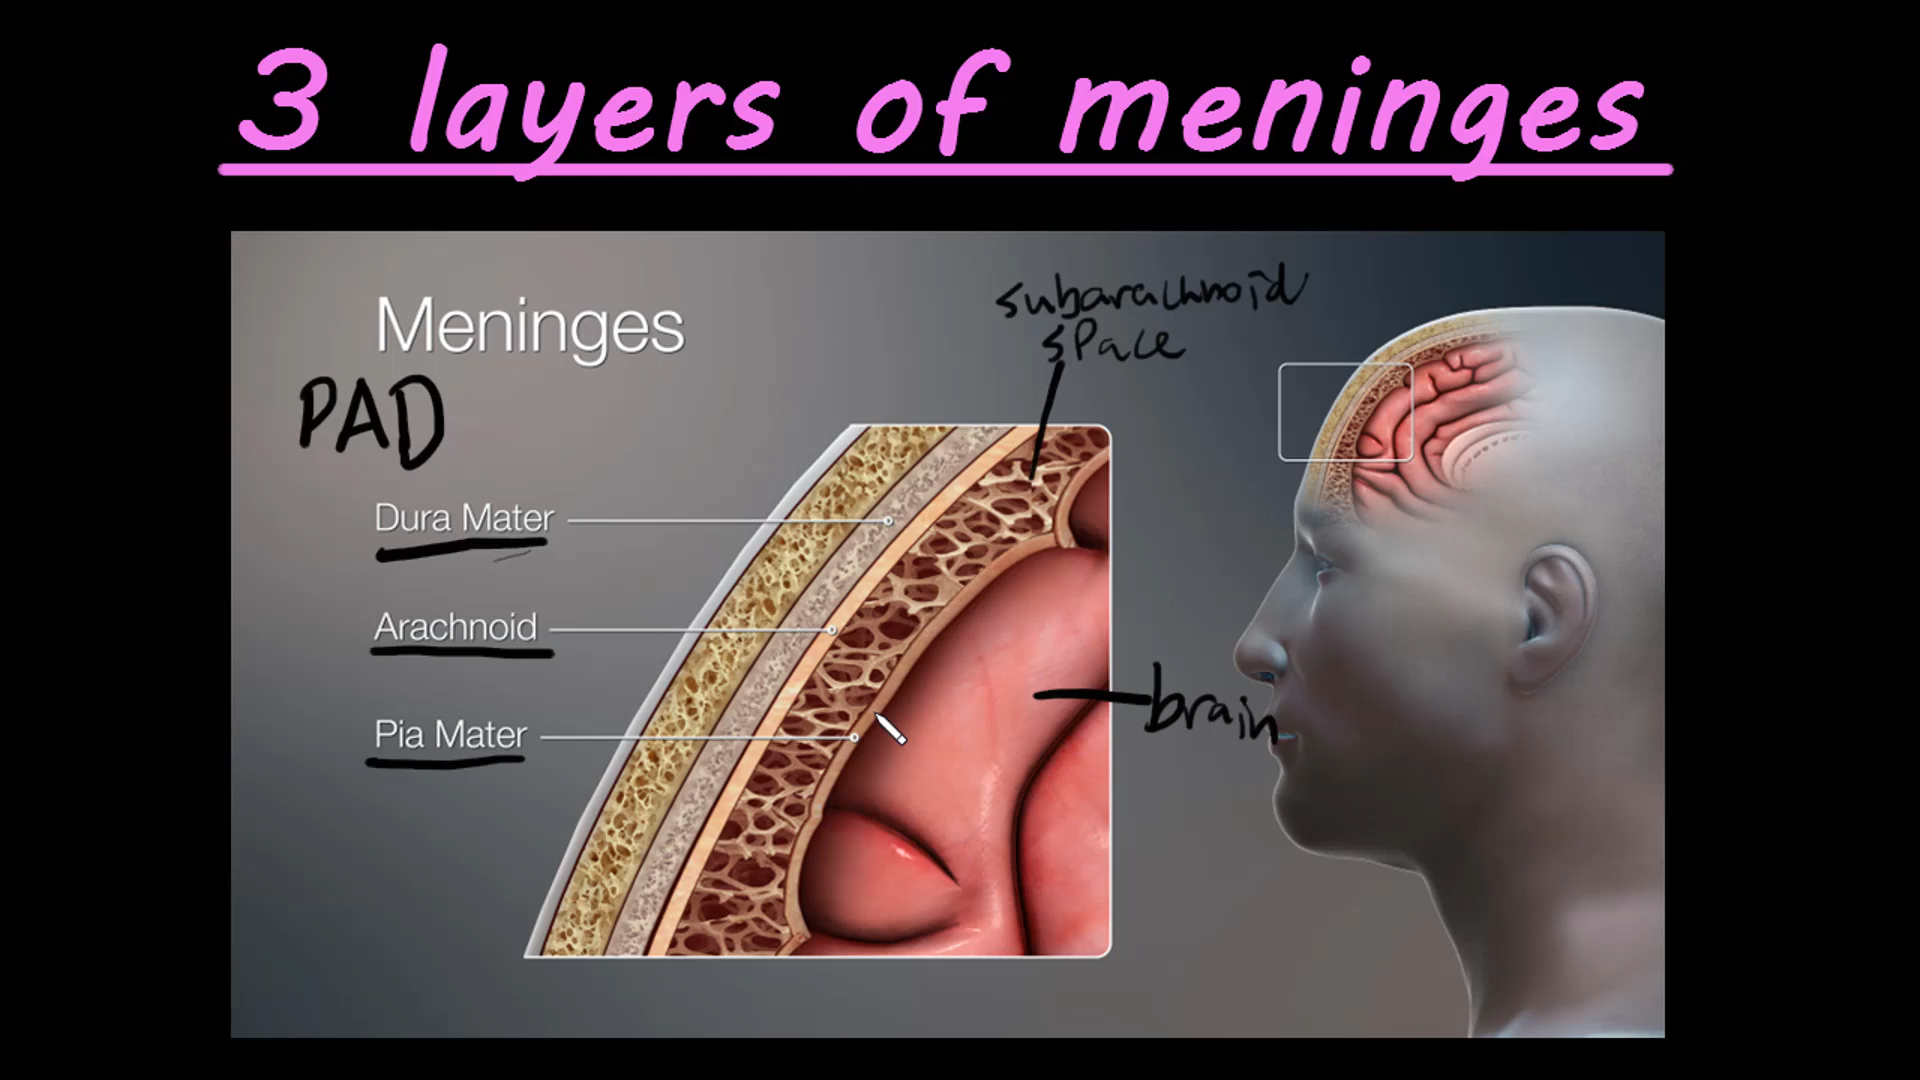 3 layers of meninges
Meninges
subarachnoid
space
PAD
Dura Mater
Arachnoid
brain
Pia Mater